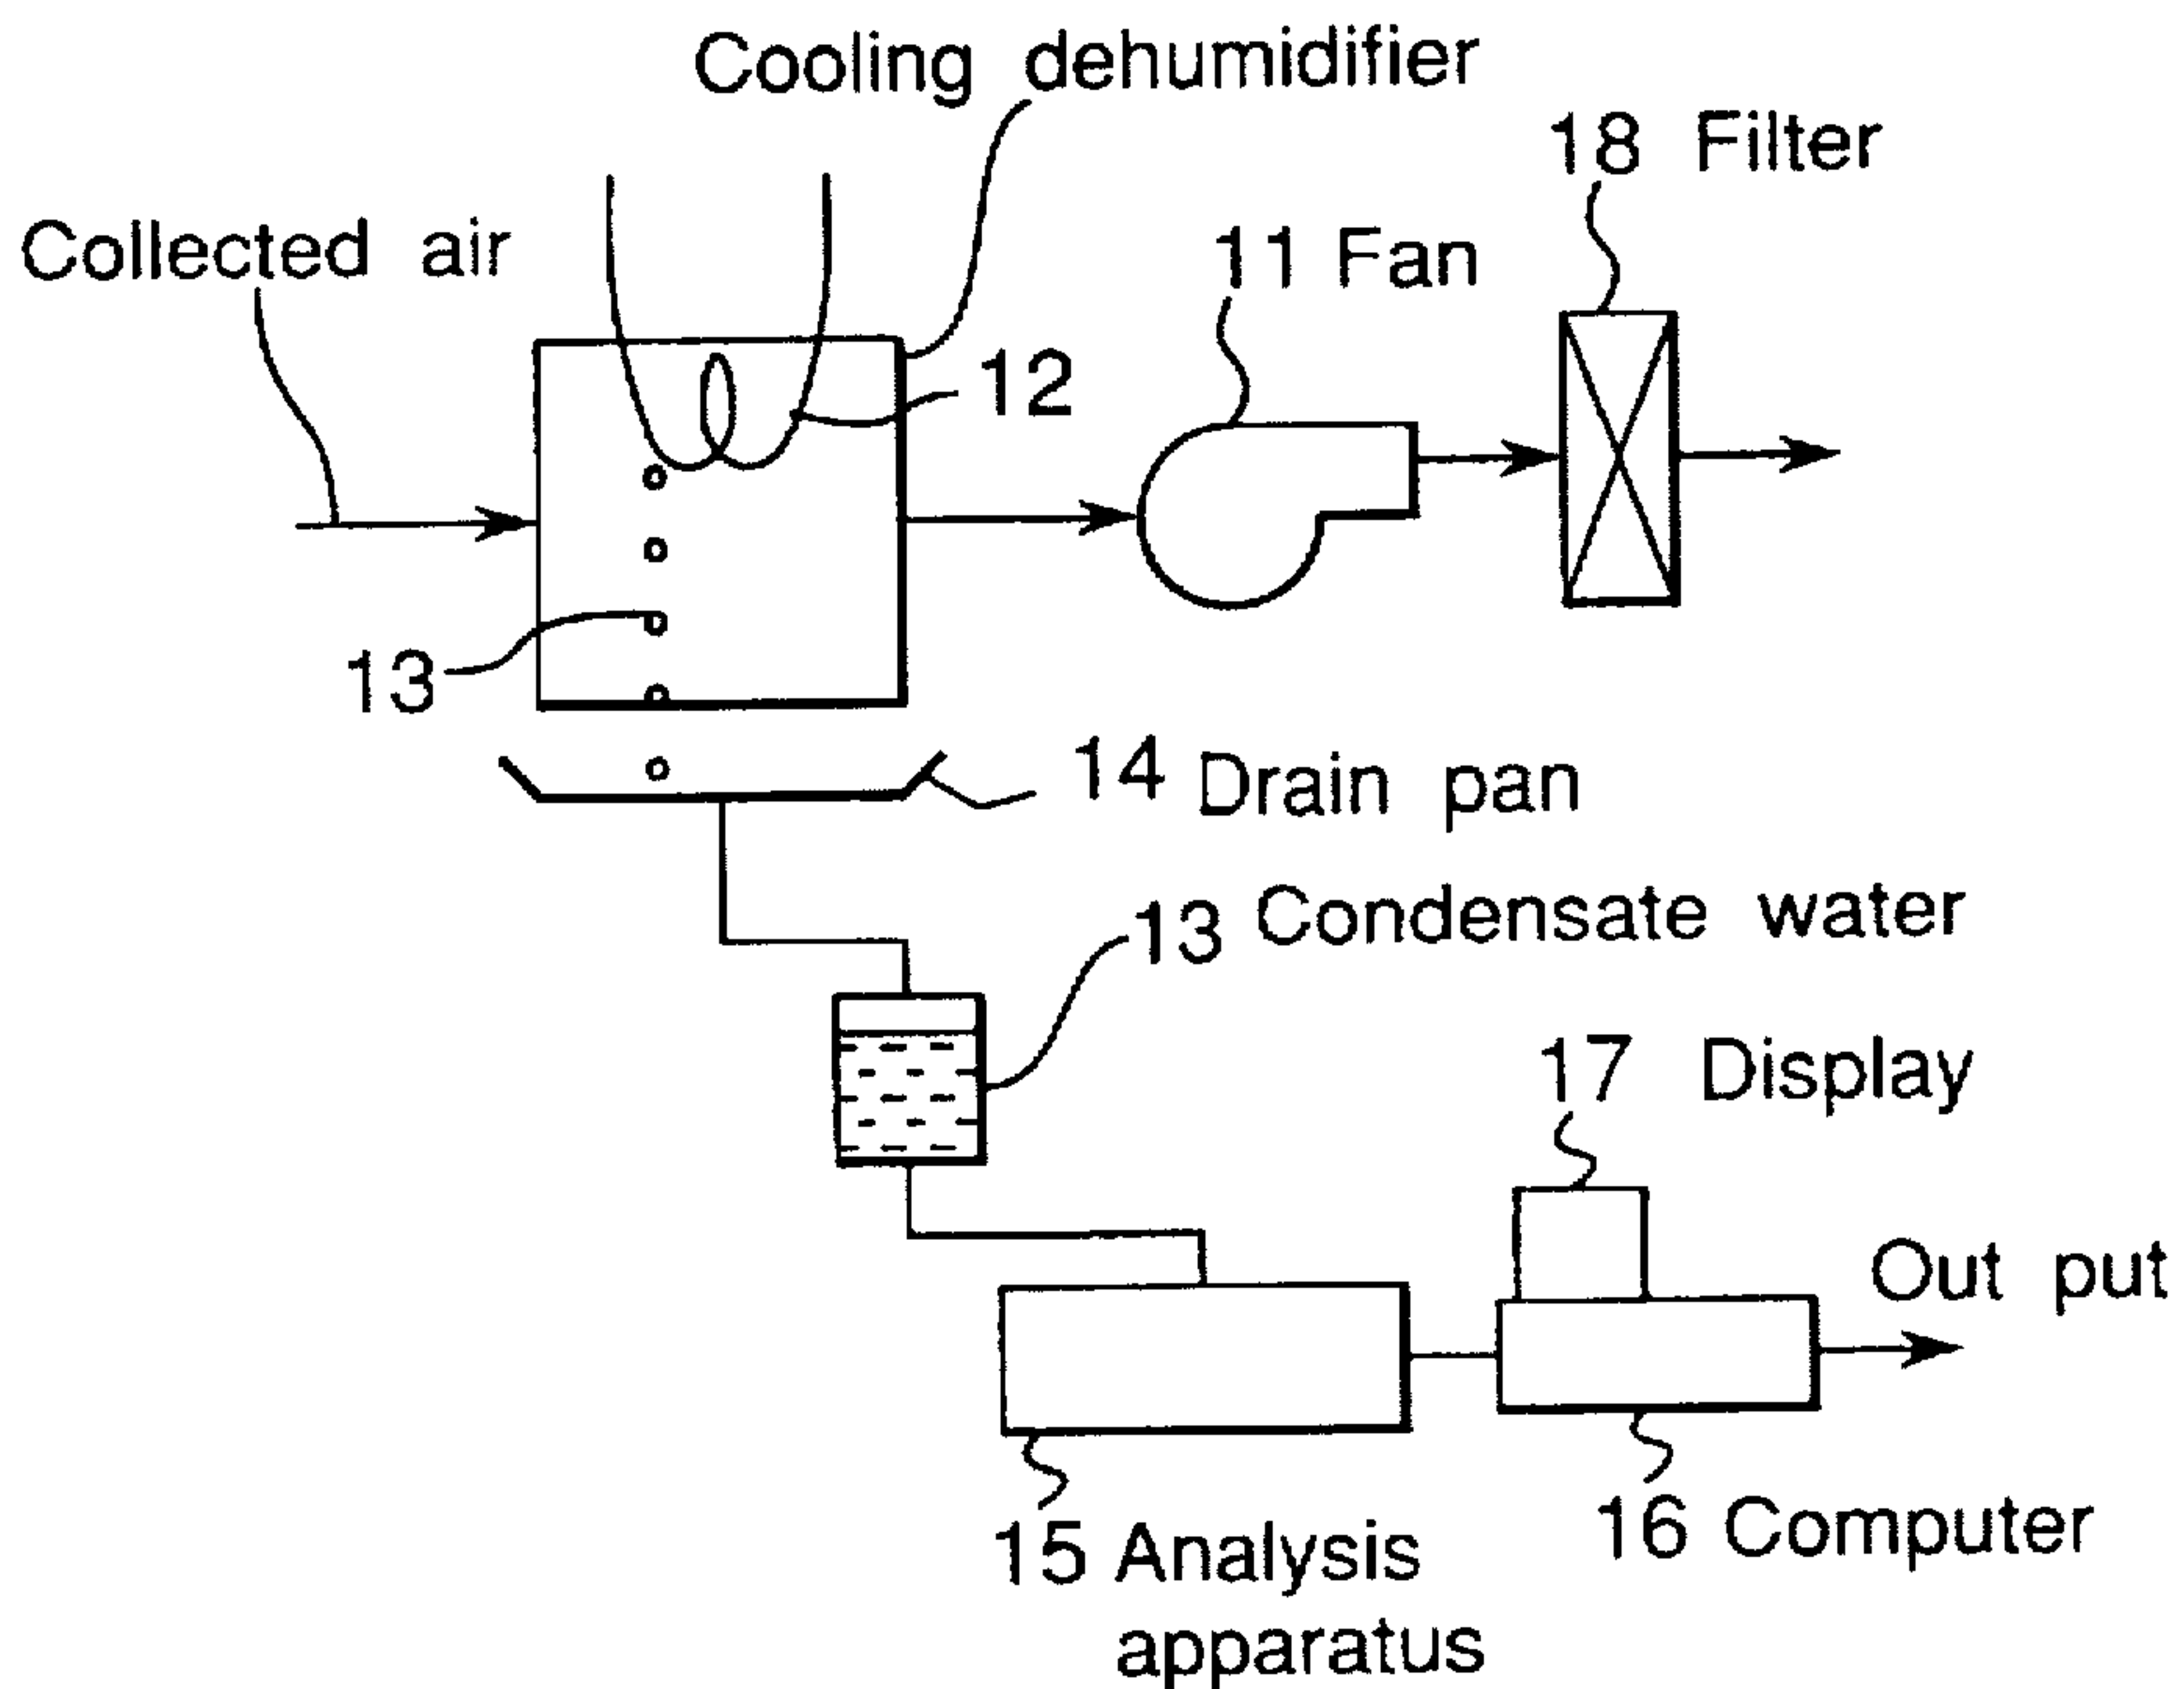 Cooling dehumidifier
18 Filter
Collected air
11 Fan
12
13
14 Drain pan
13 Condensate water
17 Display
Out put
16 Computer
15 Analysis
apparatus